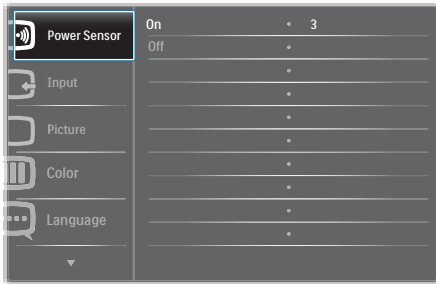 Power Sensor
On 3
Off
Input
Picture
Color
Language